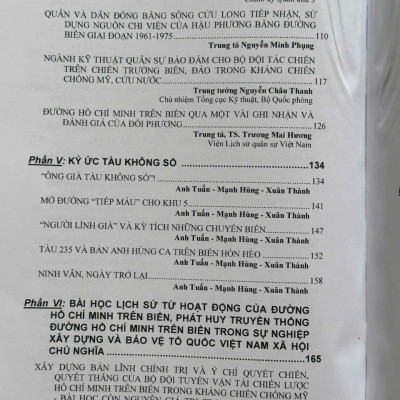 QUÂN VÀ DÂN ĐỒNG BẰNG SÔNG CỬU LONG TIẾP NHẬN, SỬ
DỤNG NGUỒN CHI VIỆN CỦA HẬU PHƯƠNG BẰNG ĐƯỜNG
BIỂN GIAI ĐOẠN 1961-1975 110
Trung tá Nguyễn Minh Phụng
NGÀNH KỸ THUẬT QUÂN SỰ BẢO ĐẢM CHO BỘ ĐỘI TÁC CHIẾN
TRÊN CHIẾN TRƯỜNG BIỂN, ĐẢO TRONG KHÁNG CHIẾN
CHỐNG MỸ, CỨU NƯỚC 117
Trung tướng Nguyễn Châu Thanh
Chủ nhiệm Tổng cục Kỹ thuật, Bộ Quốc phòng
ĐƯỜNG HỒ CHÍ MINH TRÊN BIỂN QUA MỘT VÀI GHI NHẬN VÀ
ĐÁNH GIÁ CỦA ĐỐI PHƯƠNG 126
Trung tá, TS. Trương Mai Hương
Viện Lịch sử quân sự Việt Nam
Phần V: KÝ ỨC TÀU KHÔNG SỐ 134
"ÔNG GIÀ TÀU KHÔNG SỐ"! 134
Anh Tuấn - Mạnh Hùng - Xuân Thành
MỞ ĐƯỜNG "TIẾP MÁU" CHO KHU 5 141
Anh Tuấn - Mạnh Hùng - Xuân Thành
"NGƯỜI LÍNH GIÀ" VÀ KỲ TÍCH NHỮNG CHUYẾN BIỂN 147
Anh Tuấn - Mạnh Hùng - Xuân Thành
TÀU 235 VÀ BẢN ANH HÙNG CA TRÊN BIỂN HÒN HÈO 152
Anh Tuấn - Mạnh Hùng - Xuân Thành
NINH VÂN, NGÀY TRỞ LẠI 158
Anh Tuấn - Mạnh Hùng - Xuân Thành
Phần VI: BÀI HỌC LỊCH SỬ TỪ HOẠT ĐỘNG CỦA ĐƯỜNG
HỒ CHÍ MINH TRÊN BIỂN, PHÁT HUY TRUYỀN THỐNG
ĐƯỜNG HỒ CHÍ MINH TRÊN BIỂN TRONG SỰ NGHIỆP
XÂY DỰNG VÀ BẢO VỆ TỔ QUỐC VIỆT NAM XÃ HỘI
CHỦ NGHĨA 165
XÂY DỰNG BẢN LĨNH CHÍNH TRỊ VÀ Ý CHÍ QUYẾT CHIẾN,
QUYẾT THẮNG CỦA BỘ ĐỘI TUYẾN VẬN TẢI CHIẾN LƯỢC
HỒ CHÍ MINH TRÊN BIỂN TRONG KHÁNG CHIẾN CHỐNG MỸ
- BÀI HỌC CÒN NGUYÊN GIÁ TRỊ